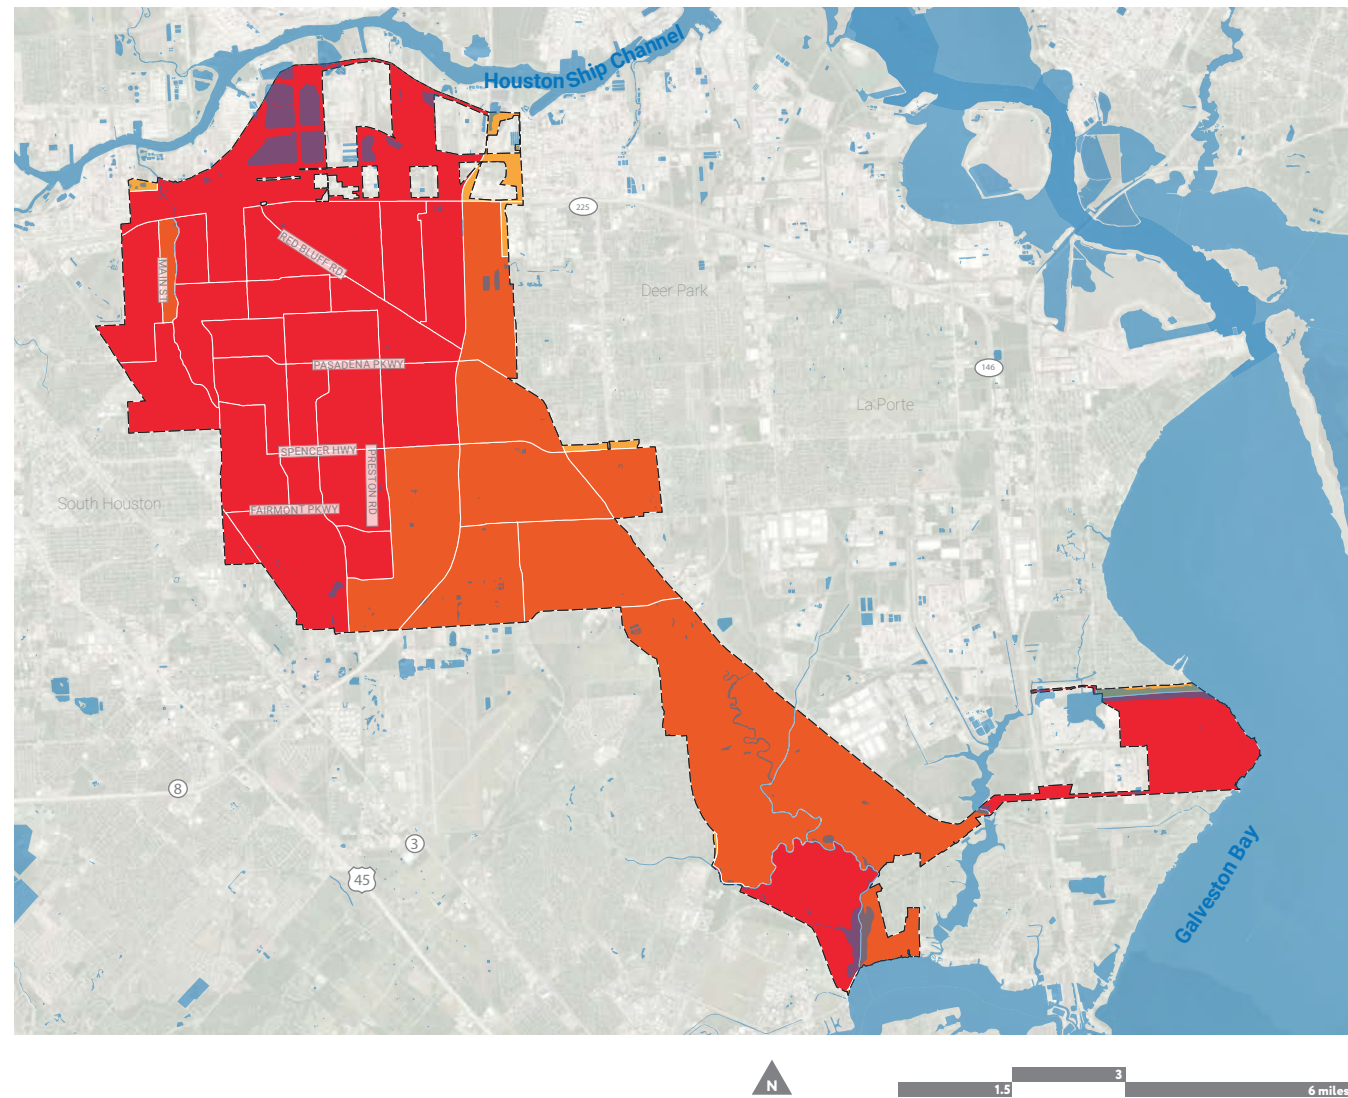 Houston Ship Channel
225
RED BLUFF RD
MAIN ST
Deer Park
PASADENA PKWY
146
La Porte
SPENCER HWY
PRESTON RD
South Houston
FAIRMONT PKWY
8
3
45
Galveston Bay
N
1.5
3
6 miles